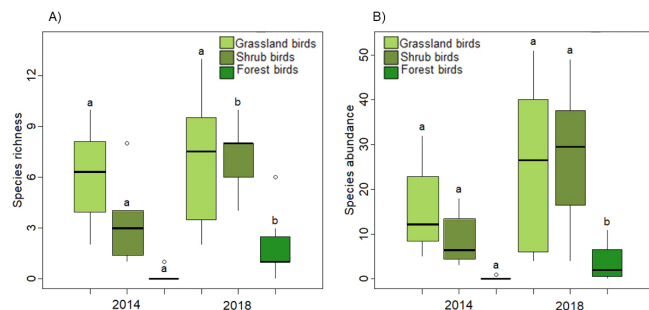 A)
Grassland birds
Shrub birds
Forest birds
Species richness
0 3 6 9 12
a
a
a
a
b
b
2014 2018
B)
Grassland birds
Shrub birds
Forest birds
Species abundance
0 10 20 30 40 50
a
a
a
a
a
b
2014 2018